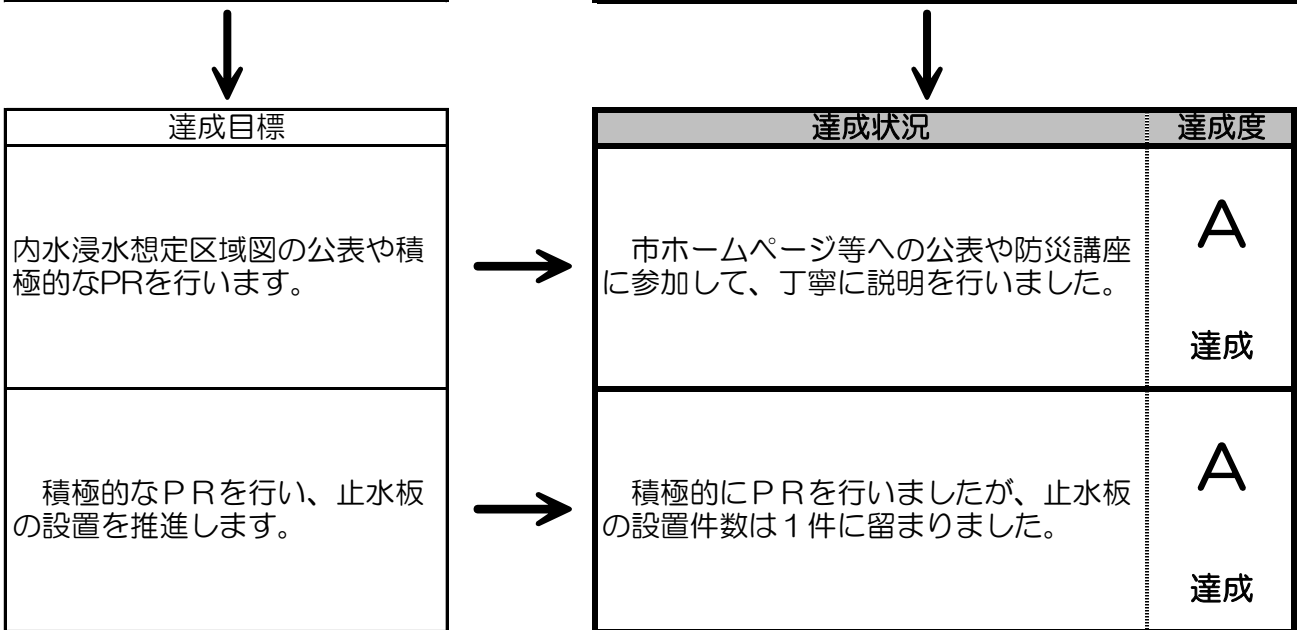 達成目標
達成状況
達成度
内水浸水想定区域図の公表や積
極的なPRを行います。
市ホームページ等への公表や防災講座
に参加して、丁寧に説明を行いました。
A
達成
積極的なＰＲを行い、止水板
の設置を推進します。
積極的にＰＲを行いましたが、止水板
の設置件数は１件に留まりました。
A
達成